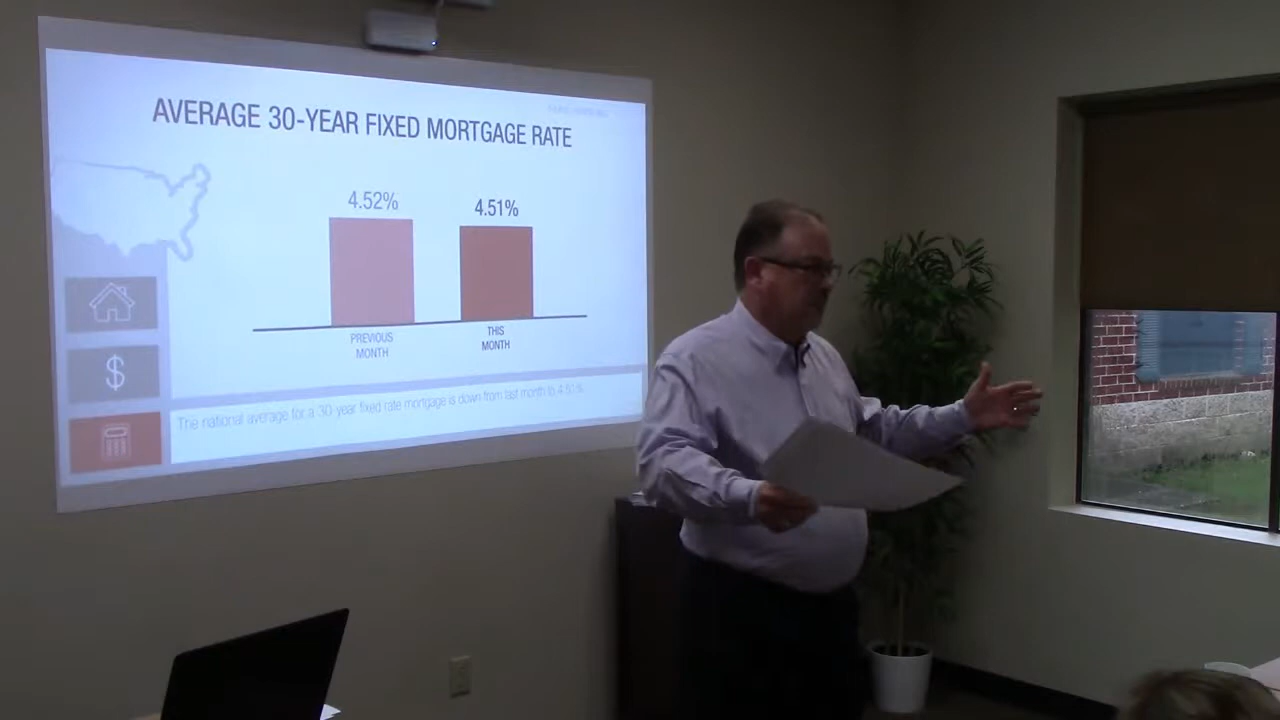 AVERAGE 30-YEAR FIXED MORTGAGE RATE
4.52%
4.51%
PREVIOUS
MONTH
THIS
MONTH
$
The national average for a 30-year fixed rate mortgage is down from last month to 4.51%.